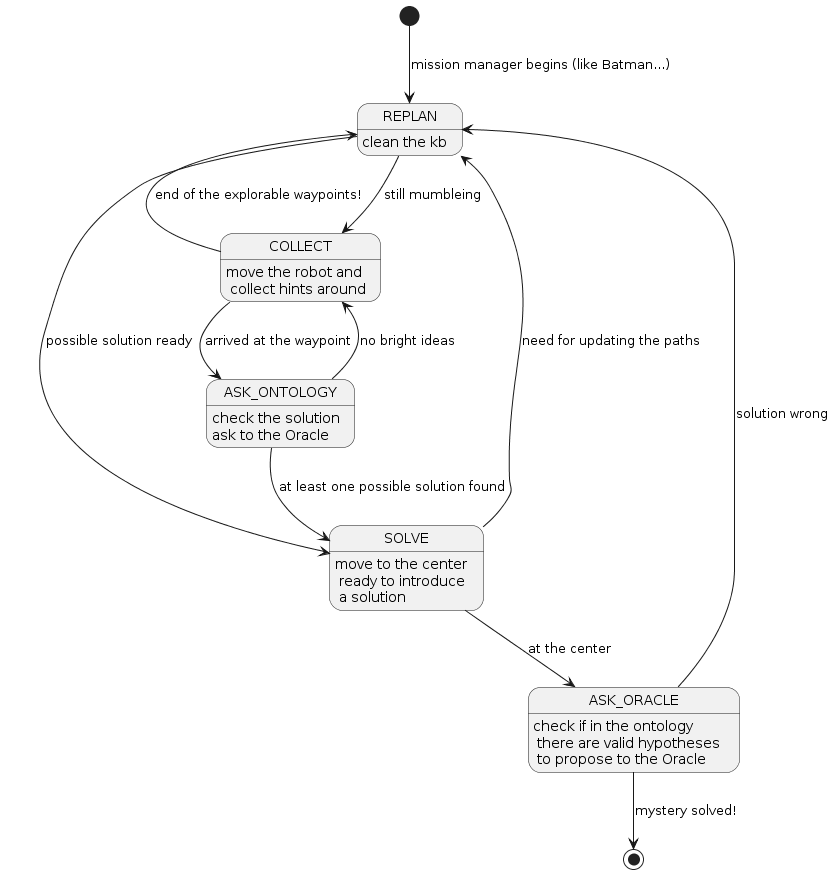 mission manager begins (like Batman...)
REPLAN
clean the kb
end of the explorable waypoints!
still mumbleing
COLLECT
move the robot and
collect hints around
possible solution ready
arrived at the waypoint
no bright ideas
need for updating the paths
ASK_ONTOLOGY
check the solution
ask to the Oracle
solution wrong
at least one possible solution found
SOLVE
move to the center
ready to introduce
a solution
at the center
ASK_ORACLE
check if in the ontology
there are valid hypotheses
to propose to the Oracle
mystery solved!